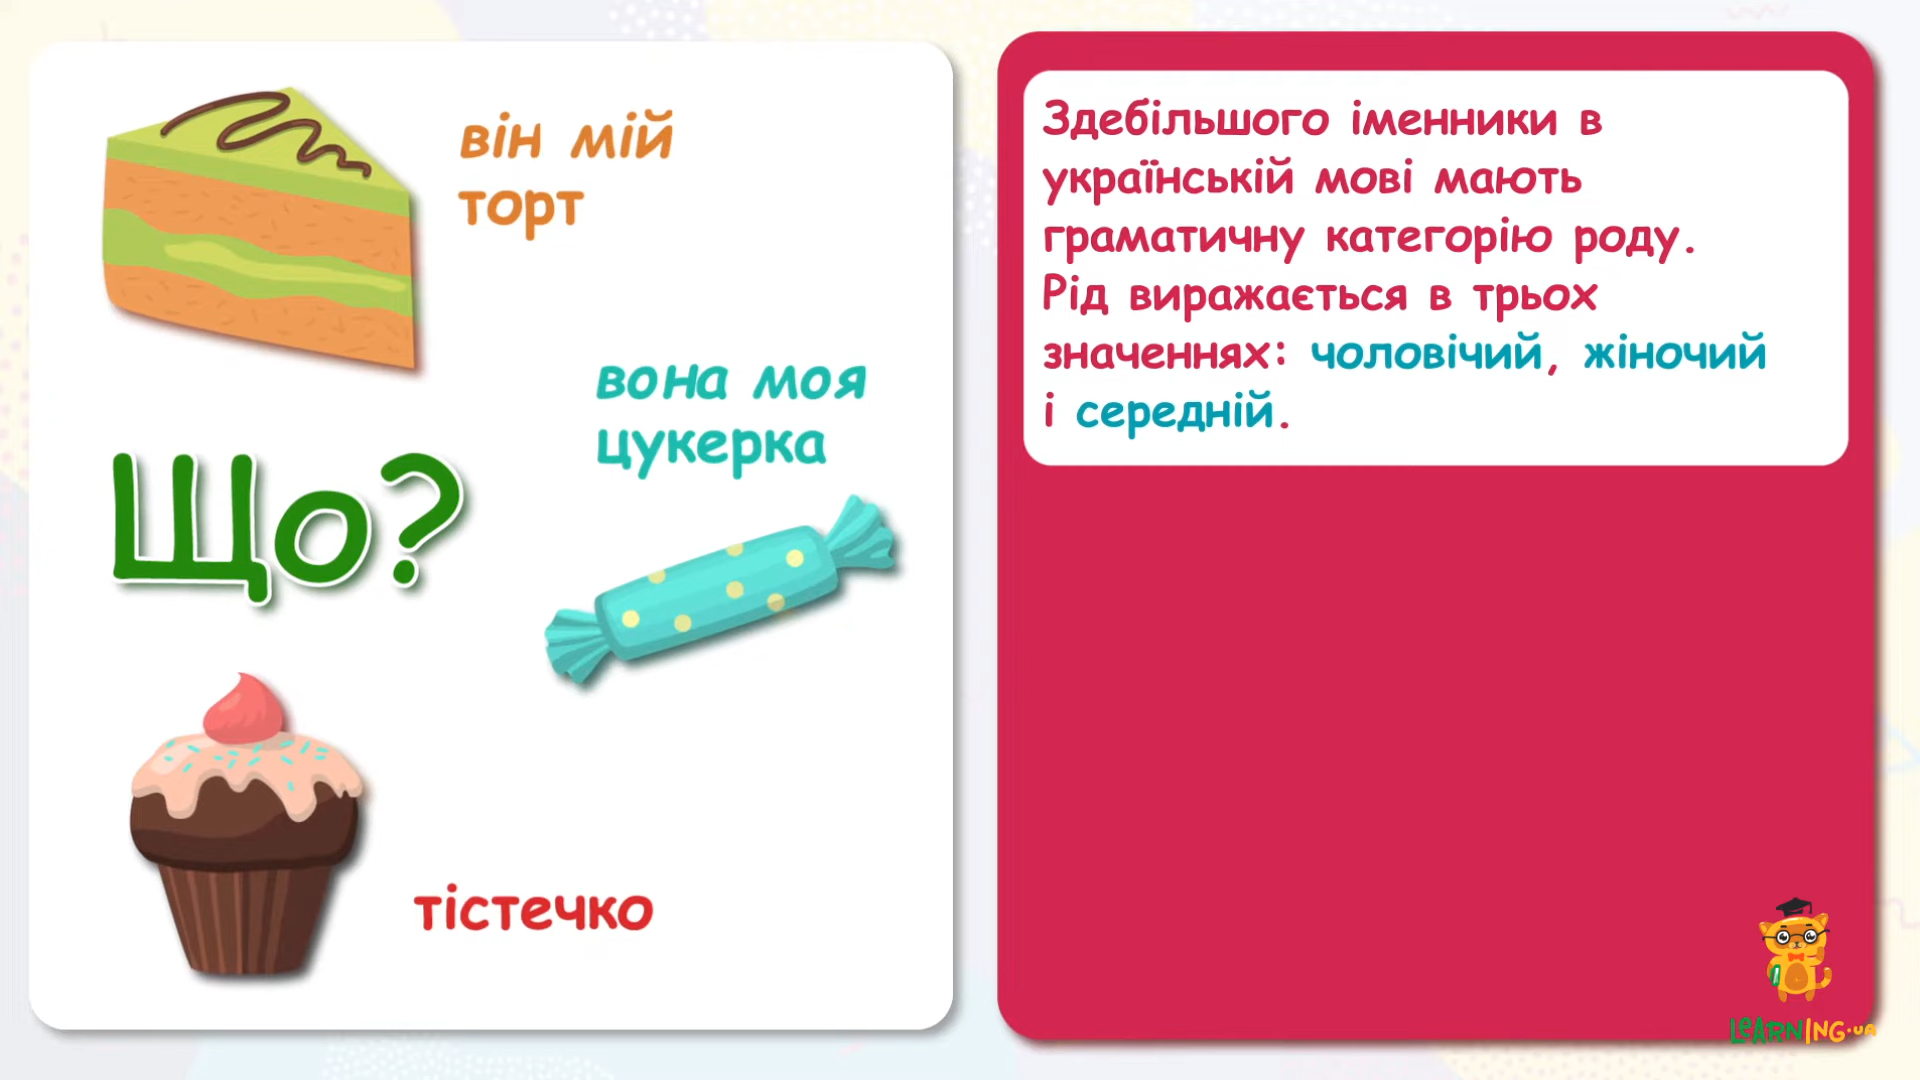 він мій
торт
вона моя
цукерка
Що?
тістечко
Здебільшого іменники в
українській мові мають
граматичну категорію роду.
Рід виражається в трьох
значеннях: чоловічий, жіночий
і середній.
LEARNING.UA